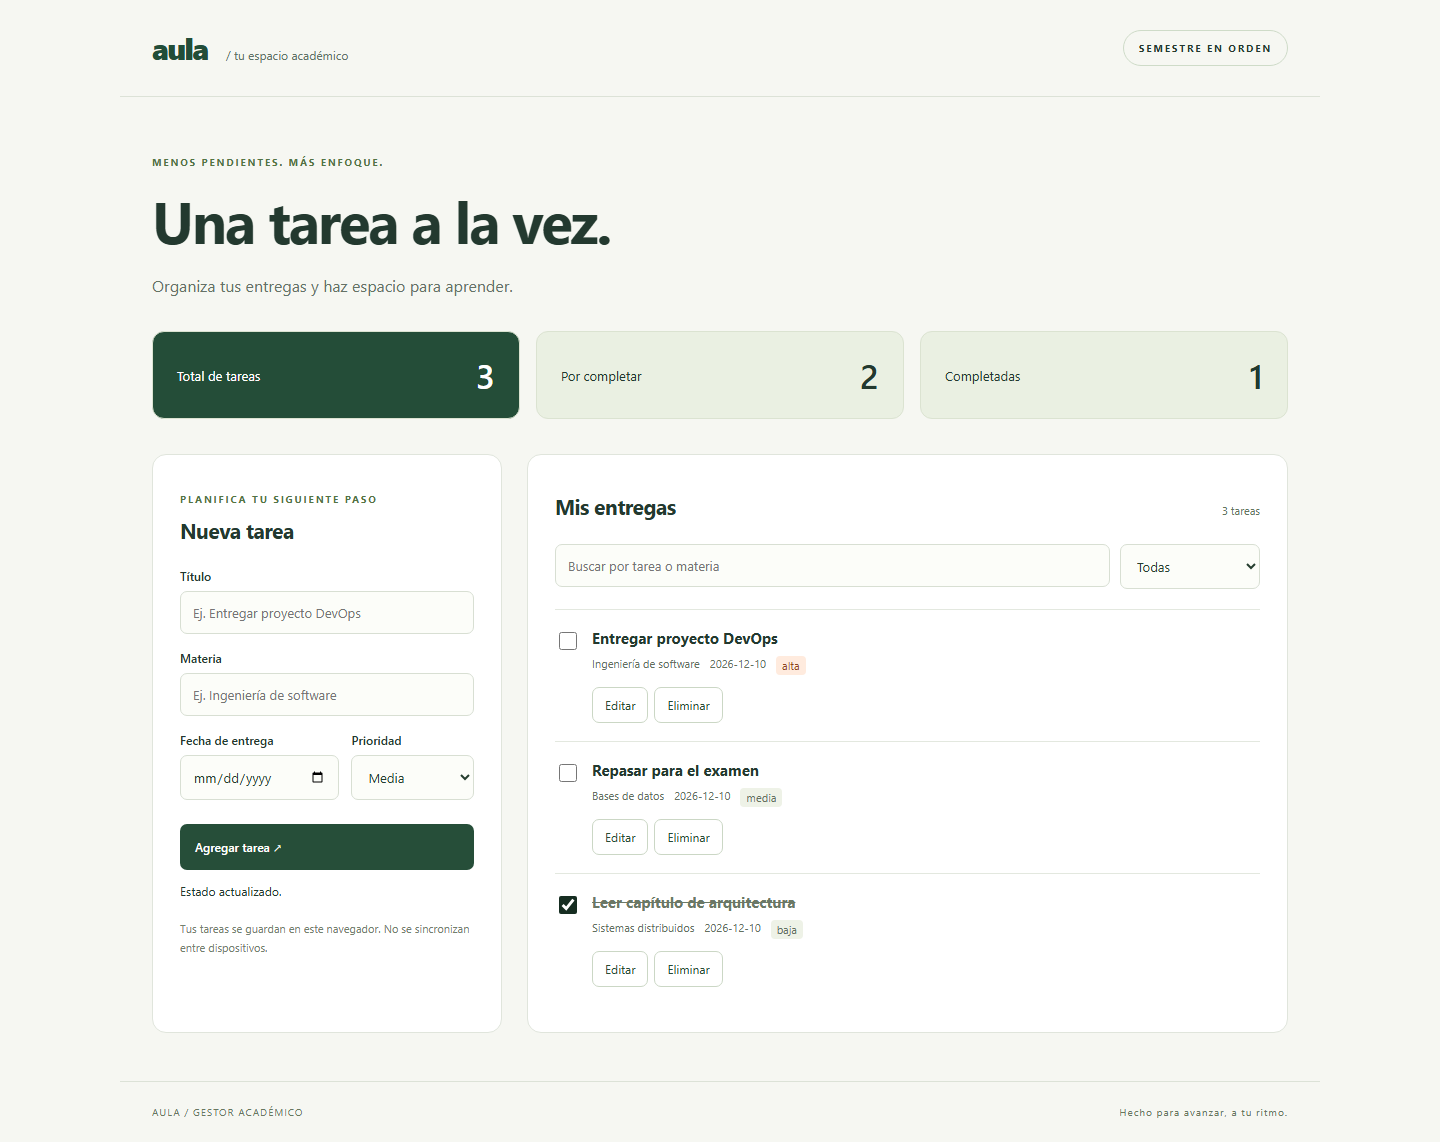 aula / tu espacio académico
SEMESTRE EN ORDEN
MENOS PENDIENTES. MÁS ENFOQUE.
Una tarea a la vez.
Organiza tus entregas y haz espacio para aprender.
Total de tareas 3
Por completar 2
Completadas 1
PLANIFICA TU SIGUIENTE PASO
Nueva tarea
Título
Ej. Entregar proyecto DevOps
Materia
Ej. Ingeniería de software
Fecha de entrega Prioridad
mm/dd/yyyy Media
Agregar tarea ↗
Estado actualizado.
Tus tareas se guardan en este navegador. No se sincronizan
entre dispositivos.
Mis entregas 3 tareas
Buscar por tarea o materia Todas
Entregar proyecto DevOps
Ingeniería de software 2026-12-10 alta
Editar Eliminar
Repasar para el examen
Bases de datos 2026-12-10 media
Editar Eliminar
Leer capítulo de arquitectura
Sistemas distribuidos 2026-12-10 baja
Editar Eliminar
AULA / GESTOR ACADÉMICO
Hecho para avanzar, a tu ritmo.